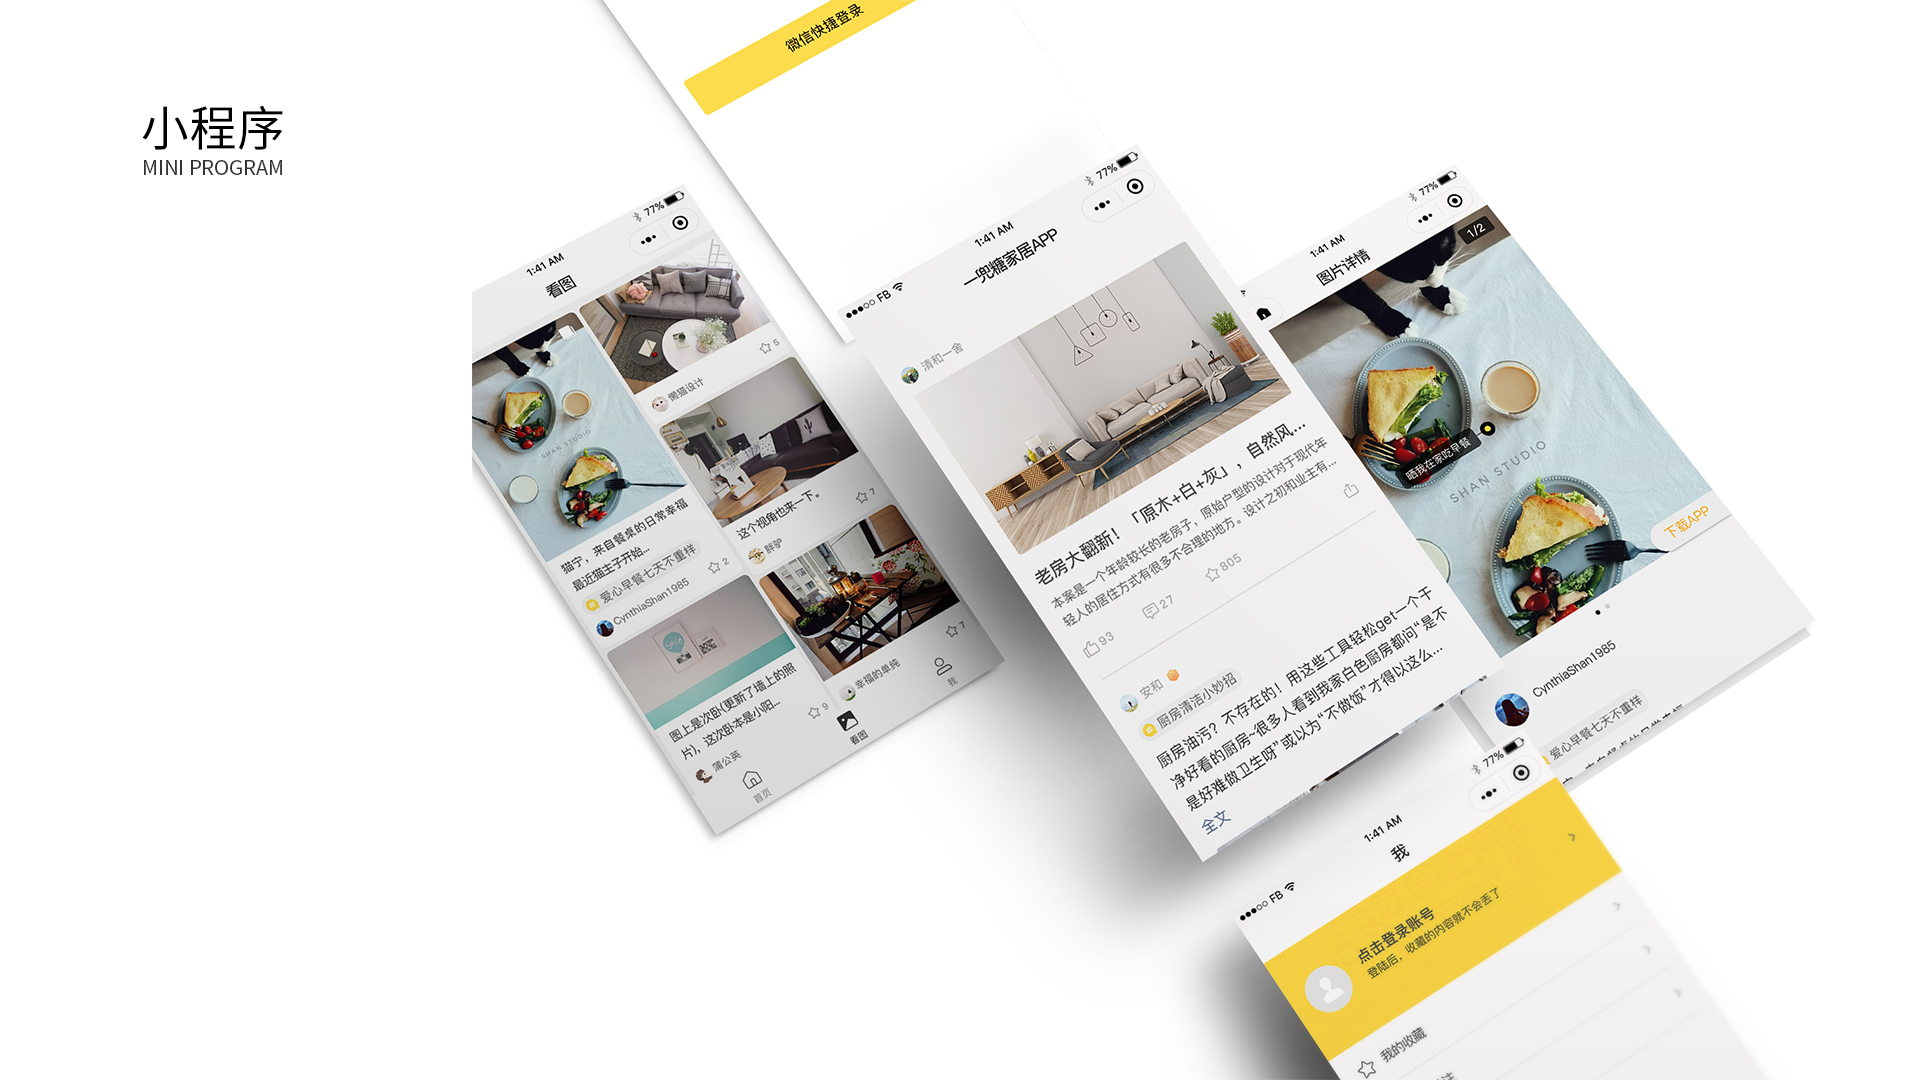 小程序
MINI PROGRAM
微信快捷登录
77%
1:41 AM
看图
5
懒猫设计
SHAN STUDIO
猫宁，来自餐桌的日常幸福
最近猫主子开始...
爱心早餐七天不重样
2
CynthiaShan1985
这个视角也来一下。
7
胖驴
图上是次卧(更新了墙上的照
片)，这次卧本是小阳...
9
蒲公英
7
幸福的单纯
首页
看图
我
FB
1:41 AM
77%
一兜糖家居APP
清和一舍
老房大翻新！「原木+白+灰」，自然风...
本案是一个年龄较长的老房子，原始户型的设计对于现代年
轻人的居住方式有很多不合理的地方。设计之初和业主有...
93
27
805
安和
厨房清洁小妙招
厨房油污？不存在的！用这些工具轻松get一个干
净好看的厨房~很多人看到我家白色厨房都问“是不
是好难做卫生呀”或以为“不做饭”才得以这么...
全文
1:41 AM
77%
图片详情
1/2
晒我在家吃早餐
SHAN STUDIO
下载APP
CynthiaShan1985
爱心早餐七天不重样
FB
1:41 AM
77%
我
点击登录账号
登陆后，收藏的内容就不会丢了
我的收藏